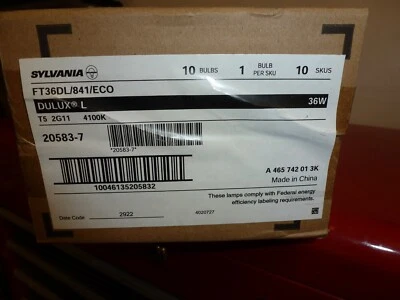 SYLVANIA 10 BULBS 1 BULB PER SKU 10 SKUS
FT36DL/841/ECO
DULUX® L 36W
T5 2G11 4100K
20583-7
*20583-7*
A 465 742 01 3K
Made in China
10046135205832
These lamps comply with Federal energy
efficiency labeling requirements.
Date Code 2922 4020727